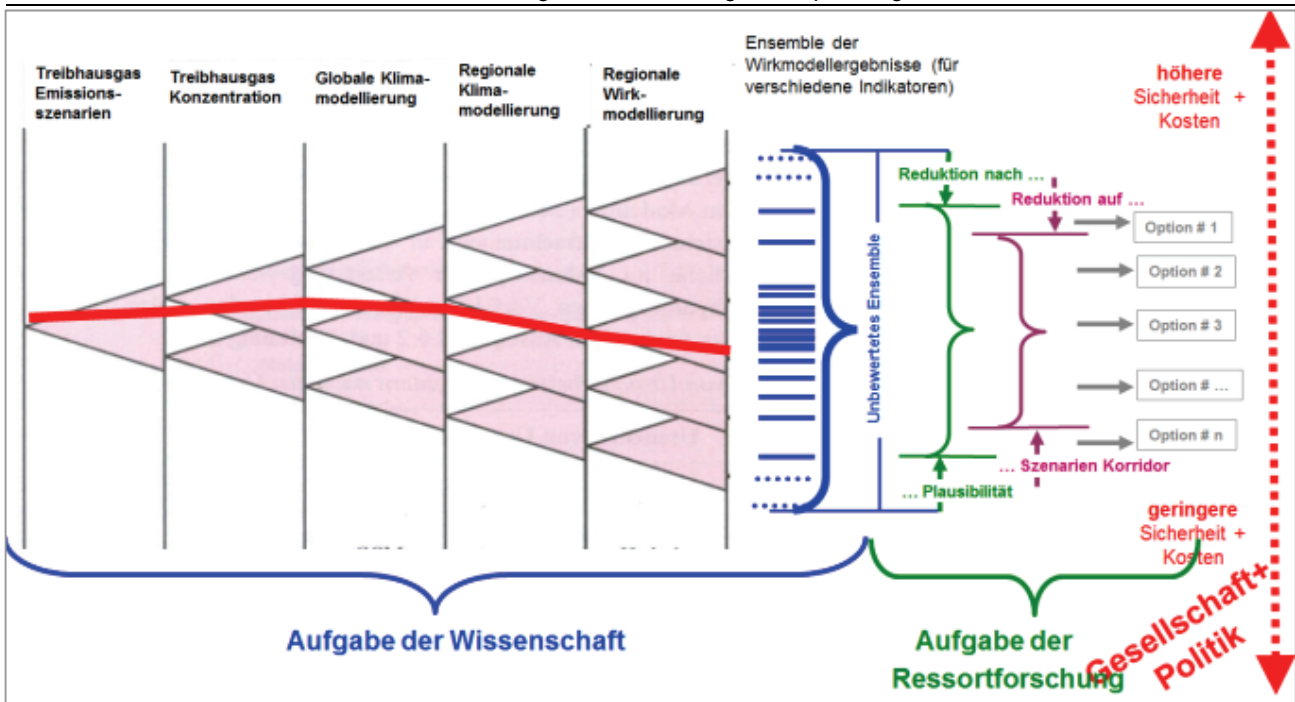 Treibhausgas
Emissions-
szenarien
Treibhausgas
Konzentration
Globale Klima-
modellierung
Regionale
Klima-
modellierung
Regionale
Wirk-
modellierung
Ensemble der
Wirkmodellergebnisse (für
verschiedene Indikatoren)
höhere
Sicherheit +
Kosten
Unbewertetes Ensemble
Reduktion nach ...
Reduktion auf ...
Option # 1
Option # 2
Option # 3
Option # ...
Option # n
... Szenarien Korridor
... Plausibilität
geringere
Sicherheit +
Kosten
Aufgabe der Wissenschaft
Aufgabe der
Ressortforschung
Gesellschaft+
Politik